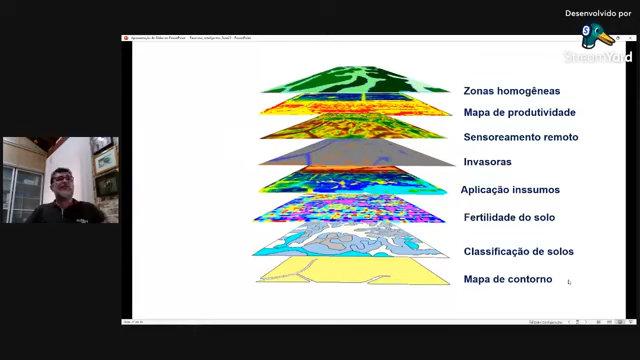 Desenvolvido por
StreamYard
Zonas homogêneas
Mapa de produtividade
Sensoreamento remoto
Invasoras
Aplicação inssumos
Fertilidade do solo
Classificação de solos
Mapa de contorno